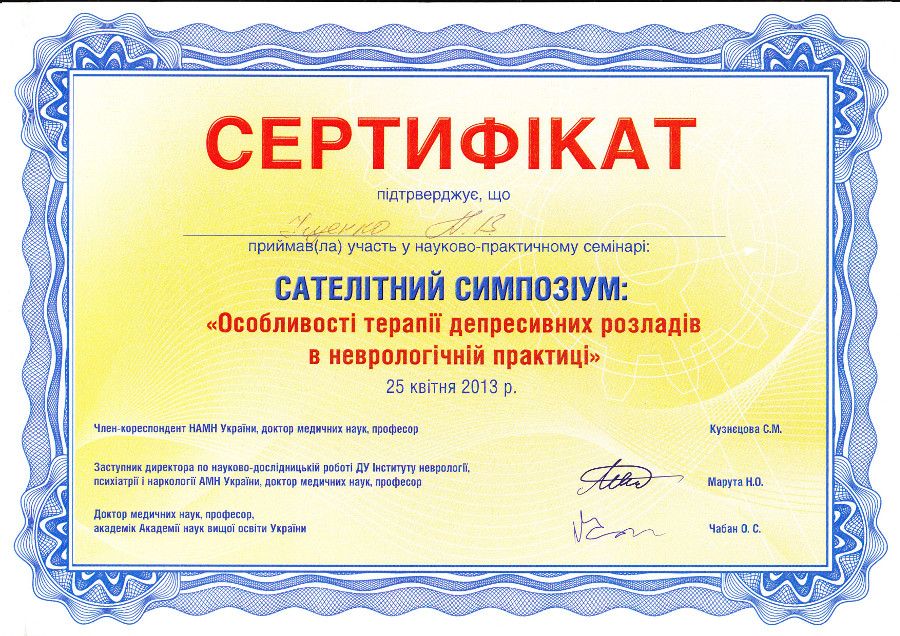 СЕРТИФІКАТ
підтрверджує, що
Іщенко Н.В
приймав(ла) участь у науково-практичному семінарі:
САТЕЛІТНИЙ СИМПОЗІУМ:
«Особливості терапії депресивних розладів
в неврологічній практиці»
25 квітня 2013 р.
Член-кореспондент НАМН України, доктор медичних наук, професор Кузнєцова С.М.
Заступник директора по науково-дослідницькій роботі ДУ Інституту неврології,
психіатрії і наркології АМН України, доктор медичних наук, професор Марута Н.О.
Доктор медичних наук, професор,
академік Академії наук вищої освіти України Чабан О. С.